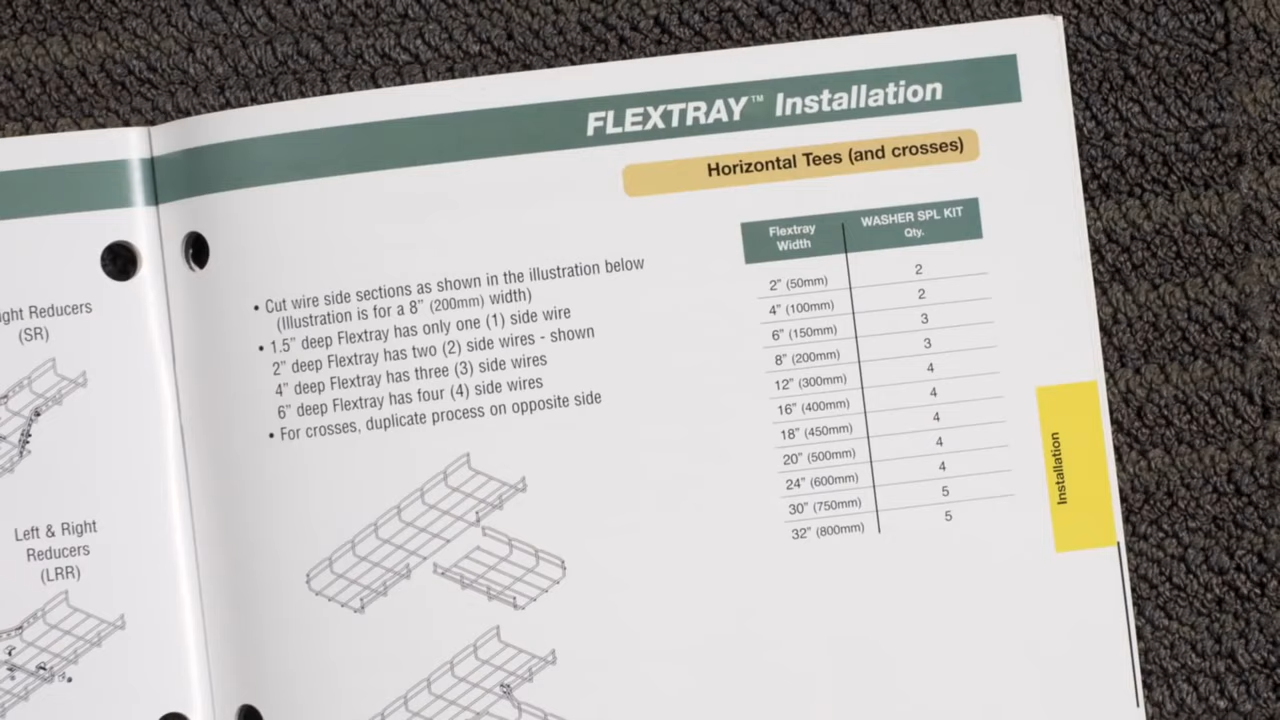 ght Reducers
(SR)
Left & Right
Reducers
(LRR)
FLEXTRAY™ Installation
Horizontal Tees (and crosses)
• Cut wire side sections as shown in the illustration below
(Illustration is for a 8” (200mm) width)
• 1.5” deep Flextray has only one (1) side wire
2” deep Flextray has two (2) side wires - shown
4” deep Flextray has three (3) side wires
6” deep Flextray has four (4) side wires
• For crosses, duplicate process on opposite side
Flextray Width WASHER SPL KIT Qty.
2” (50mm) 2
4” (100mm) 2
6” (150mm) 3
8” (200mm) 3
12” (300mm) 4
16” (400mm) 4
18” (450mm) 4
20” (500mm) 4
24” (600mm) 4
30” (750mm) 5
32” (800mm) 5
Installation